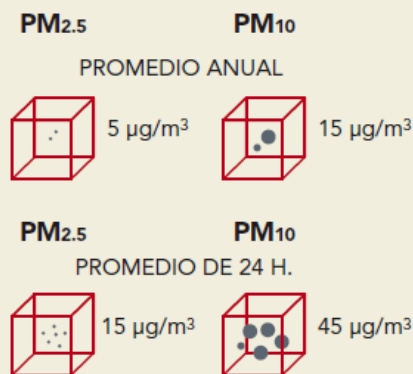 PM2.5 PM10
PROMEDIO ANUAL
5 µg/m³ 15 µg/m³
PM2.5 PM10
PROMEDIO DE 24 H.
15 µg/m³ 45 µg/m³